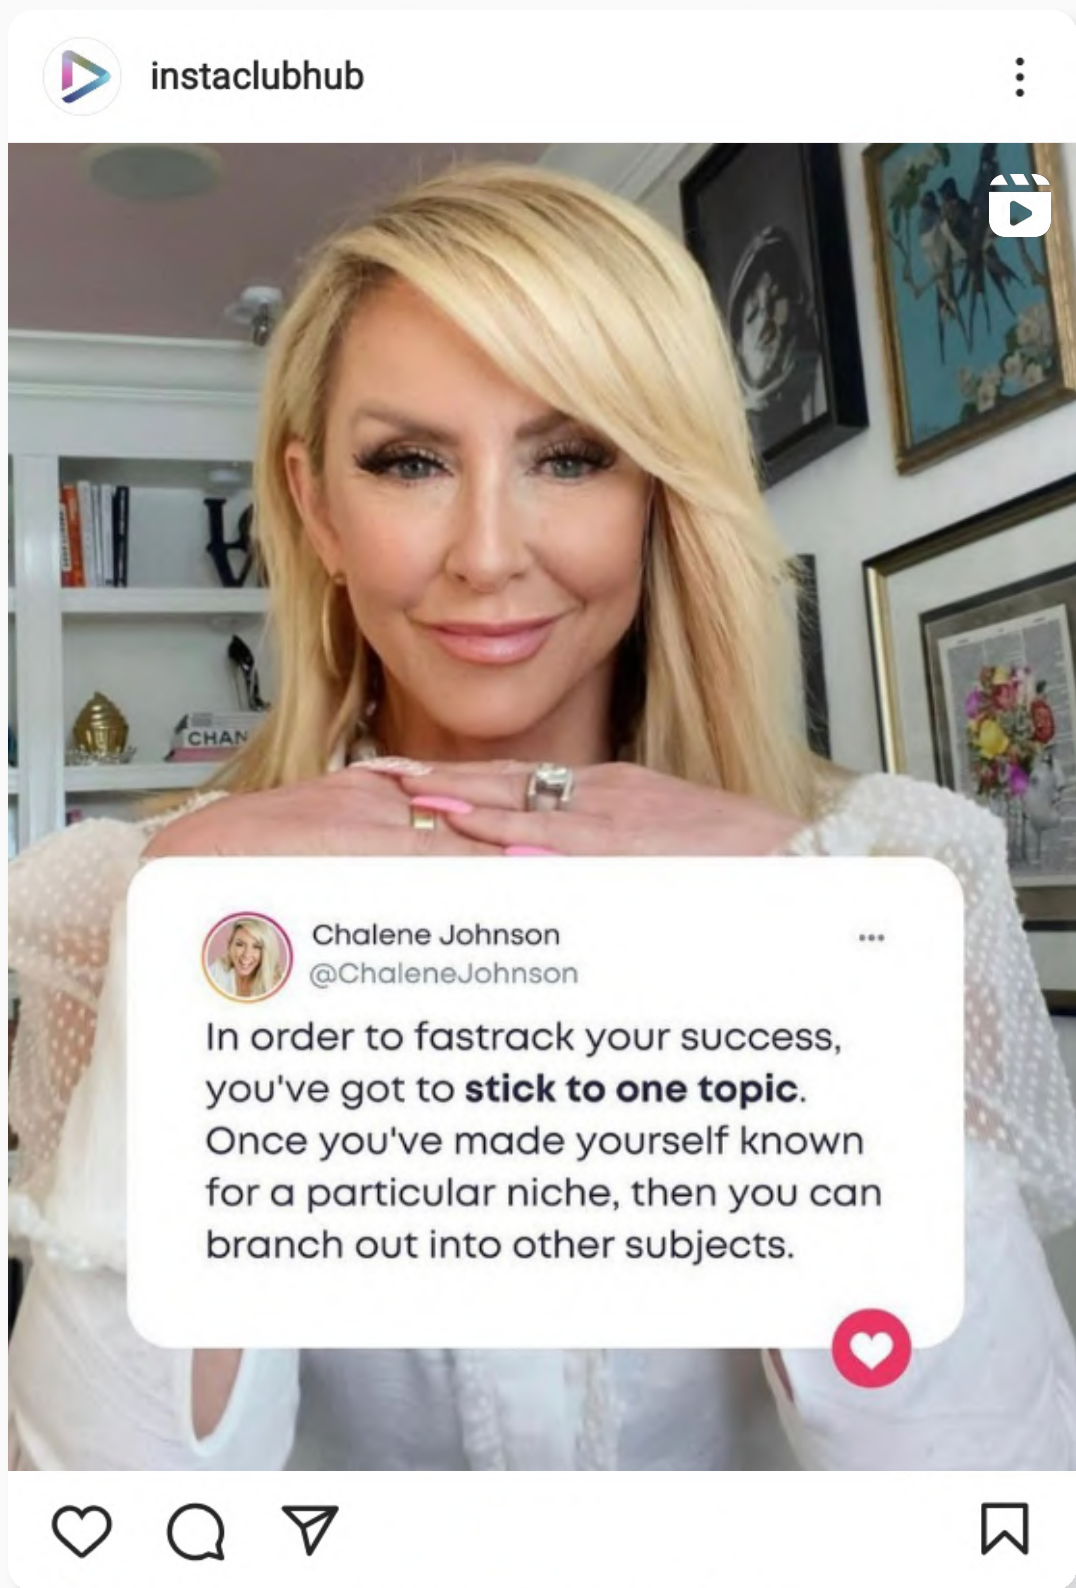 instaclubhub
CHAN
Chalene Johnson
@ChaleneJohnson
In order to fastrack your success,
you've got to stick to one topic.
Once you've made yourself known
for a particular niche, then you can
branch out into other subjects.